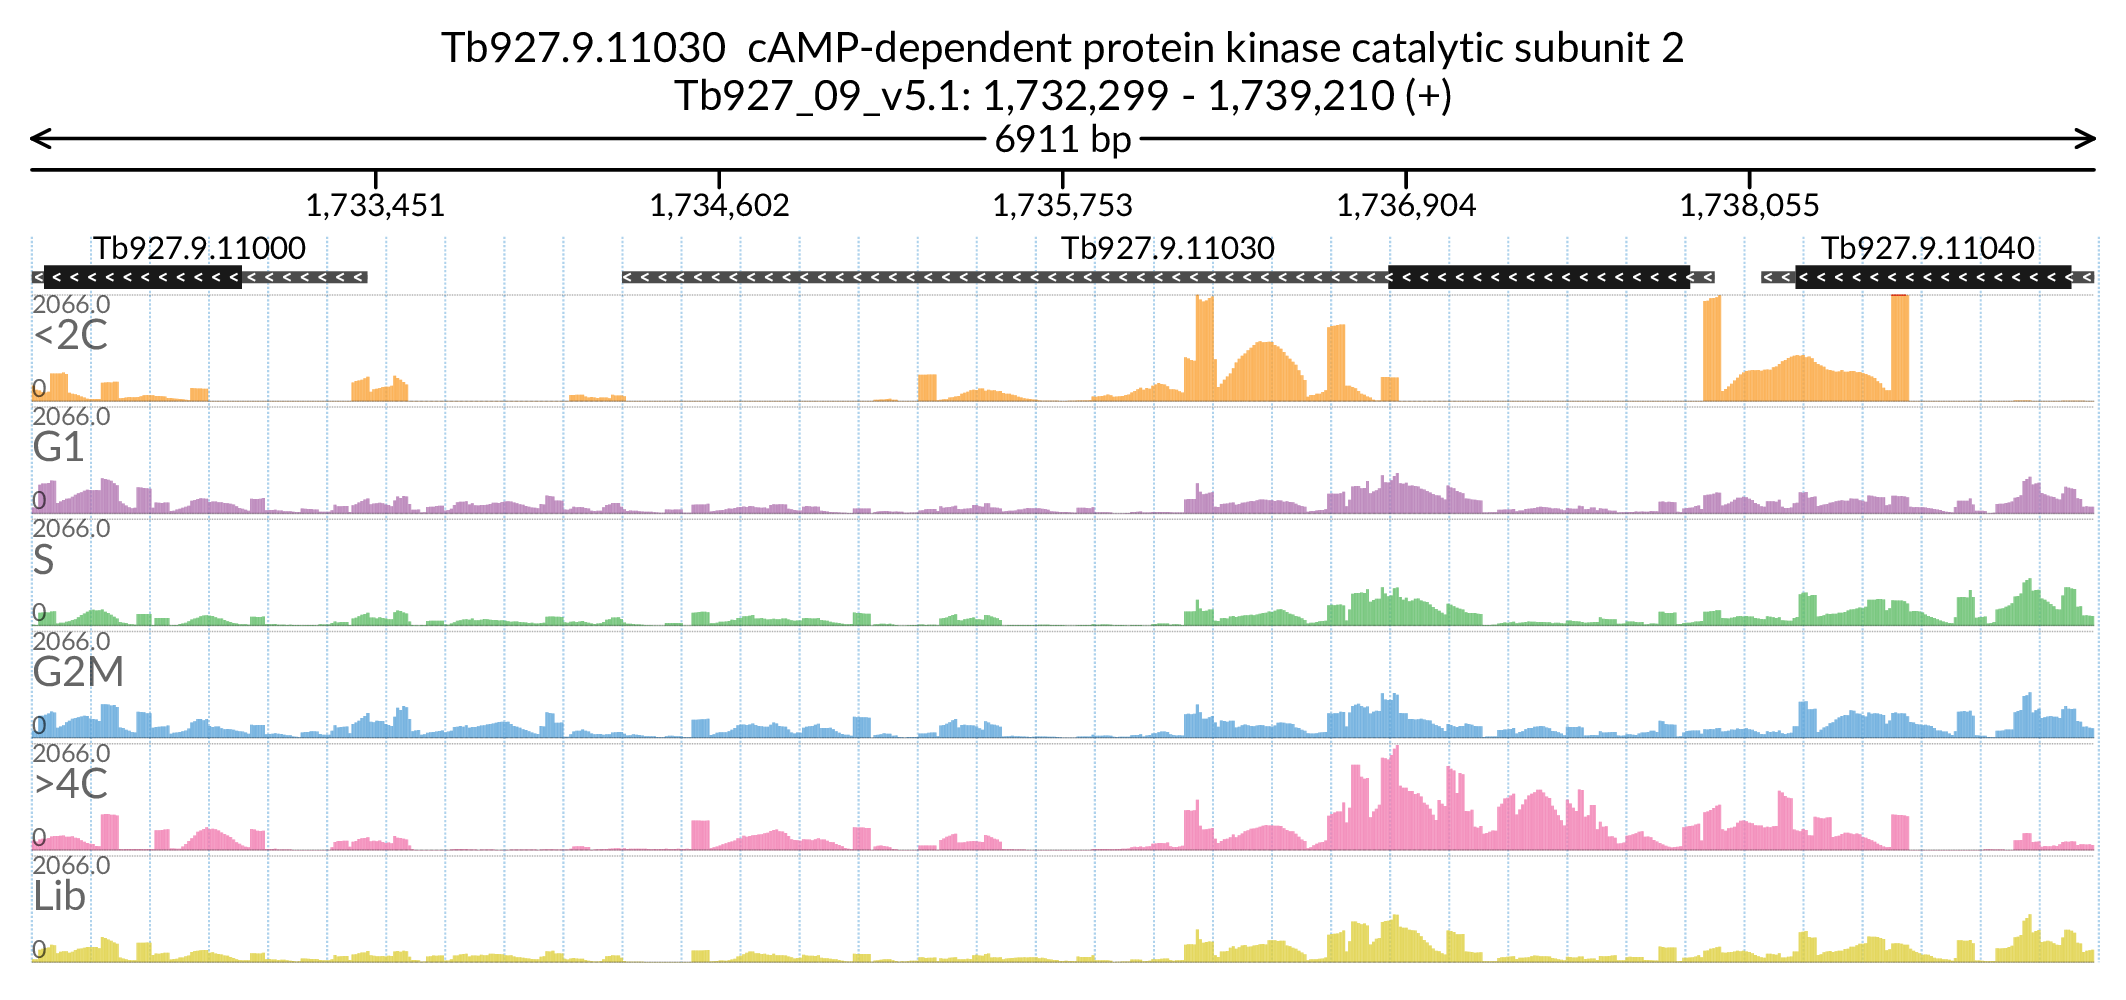 Tb927.9.11030  cAMP-dependent protein kinase catalytic subunit 2
Tb927_09_v5.1: 1,732,299 - 1,739,210 (+)
6911 bp
1,733,451 1,734,602 1,735,753 1,736,904 1,738,055
Tb927.9.11000 Tb927.9.11030 Tb927.9.11040
2066.0
<2C
0
2066.0
G1
0
2066.0
S
0
2066.0
G2M
0
2066.0
>4C
0
2066.0
Lib
0